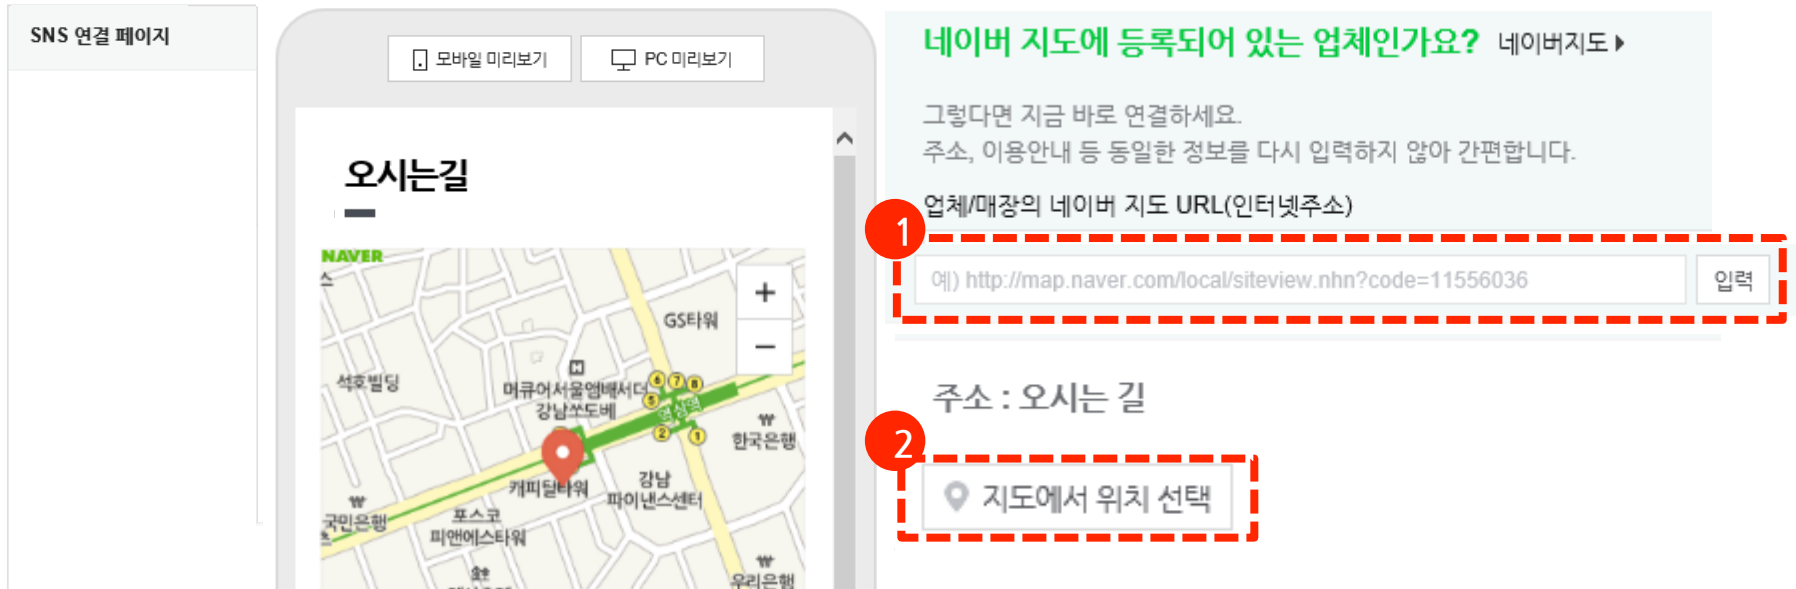 SNS 연결 페이지
모바일 미리보기
PC 미리보기
오시는길
NAVER
GS타워
+
−
석호빌딩
머큐어서울앰배서더
강남쏘도베
6 7 8
5
역삼역
2 1
한국은행
캐피탈타워
강남
파이낸스센터
국민은행
포스코
피앤에스타워
우리은행
네이버 지도에 등록되어 있는 업체인가요? 네이버지도
그렇다면 지금 바로 연결하세요.
주소, 이용안내 등 동일한 정보를 다시 입력하지 않아 간편합니다.
업체/매장의 네이버 지도 URL(인터넷주소)
1
예) http://map.naver.com/local/siteview.nhn?code=11556036
입력
주소 : 오시는 길
2
지도에서 위치 선택